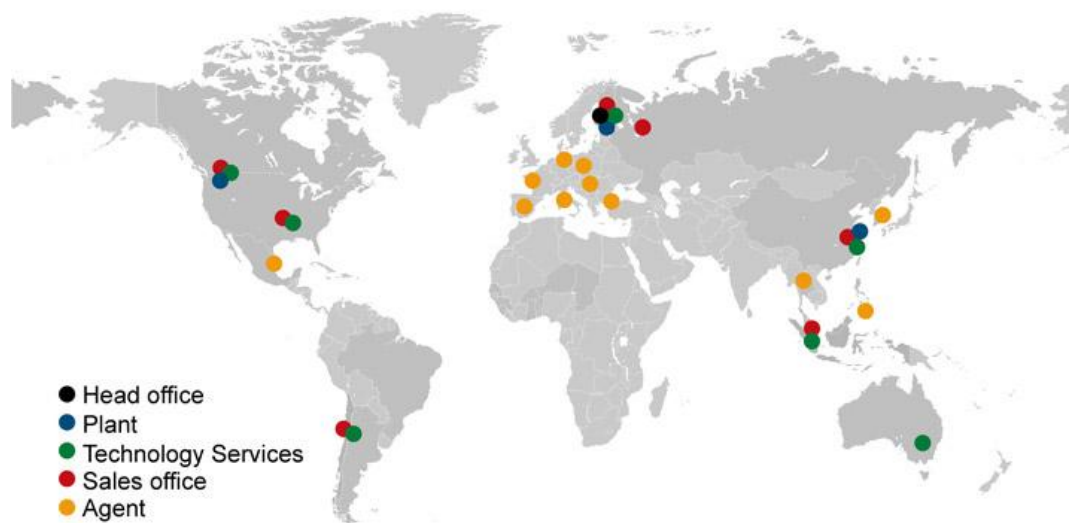 Head office
Plant
Technology Services
Sales office
Agent